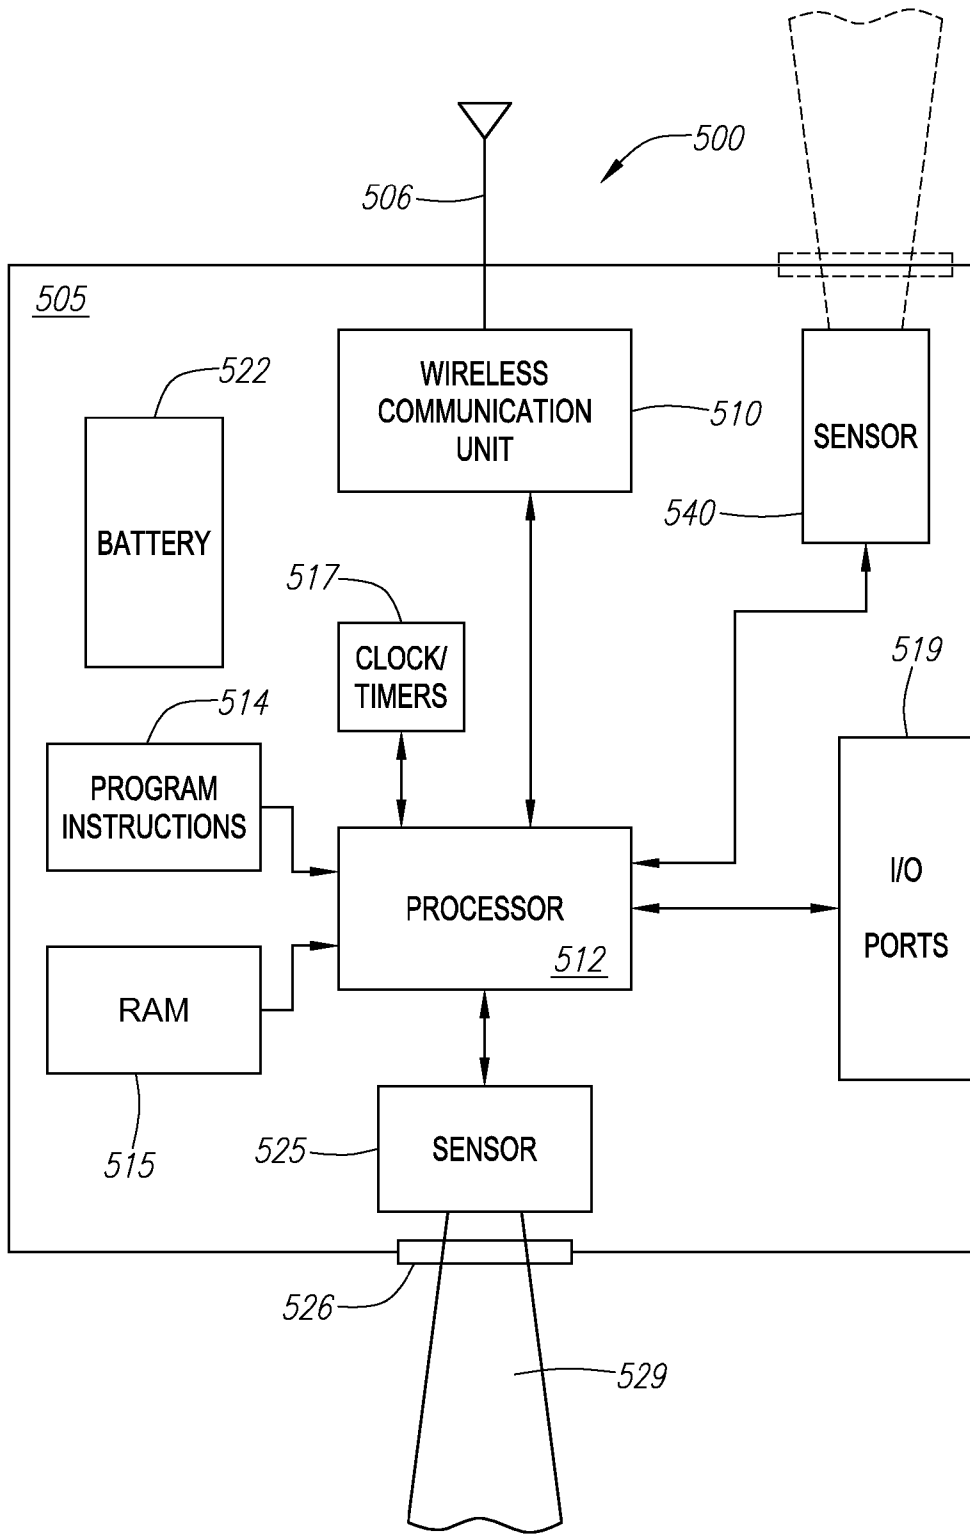 500
506
505
522
WIRELESS
COMMUNICATION
UNIT
510
SENSOR
540
BATTERY
517
CLOCK/
TIMERS
519
514
PROGRAM
INSTRUCTIONS
I/O
PORTS
PROCESSOR
512
RAM
515
525
SENSOR
526
529